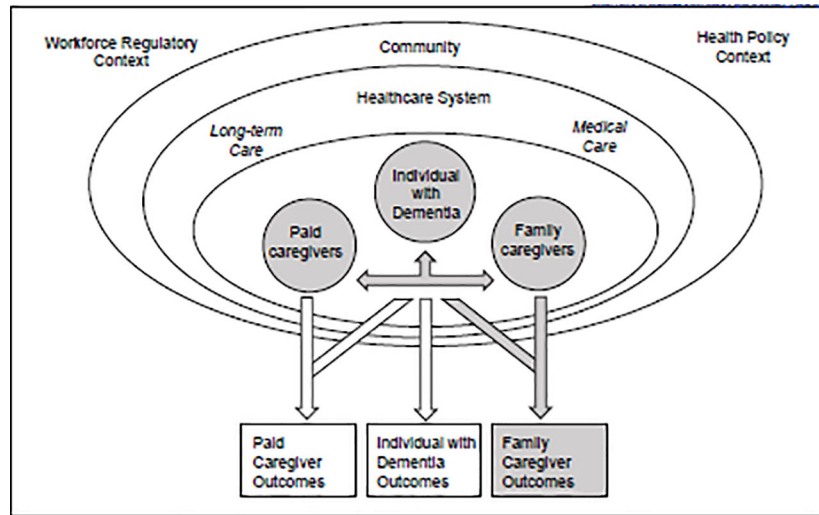 Workforce Regulatory
Context
Community
Health Policy
Context
Healthcare System
Long-term
Care
Medical
Care
Individual
with
Dementia
Paid
caregivers
Family
caregivers
Paid
Caregiver
Outcomes
Individual with
Dementia
Outcomes
Family
Caregiver
Outcomes